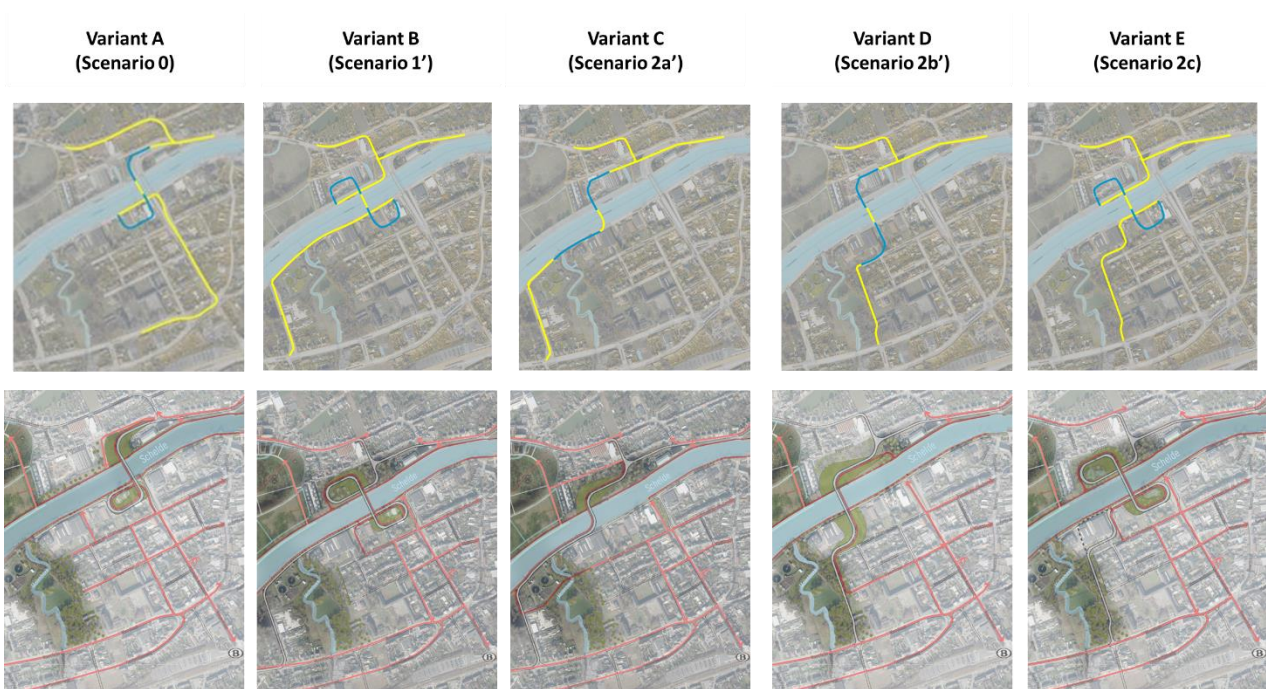 Variant A
(Scenario 0)
Variant B
(Scenario 1’)
Variant C
(Scenario 2a’)
Variant D
(Scenario 2b’)
Variant E
(Scenario 2c)
Schelde
Schelde
Schelde
Schelde
Schelde
B
B
B
B
B